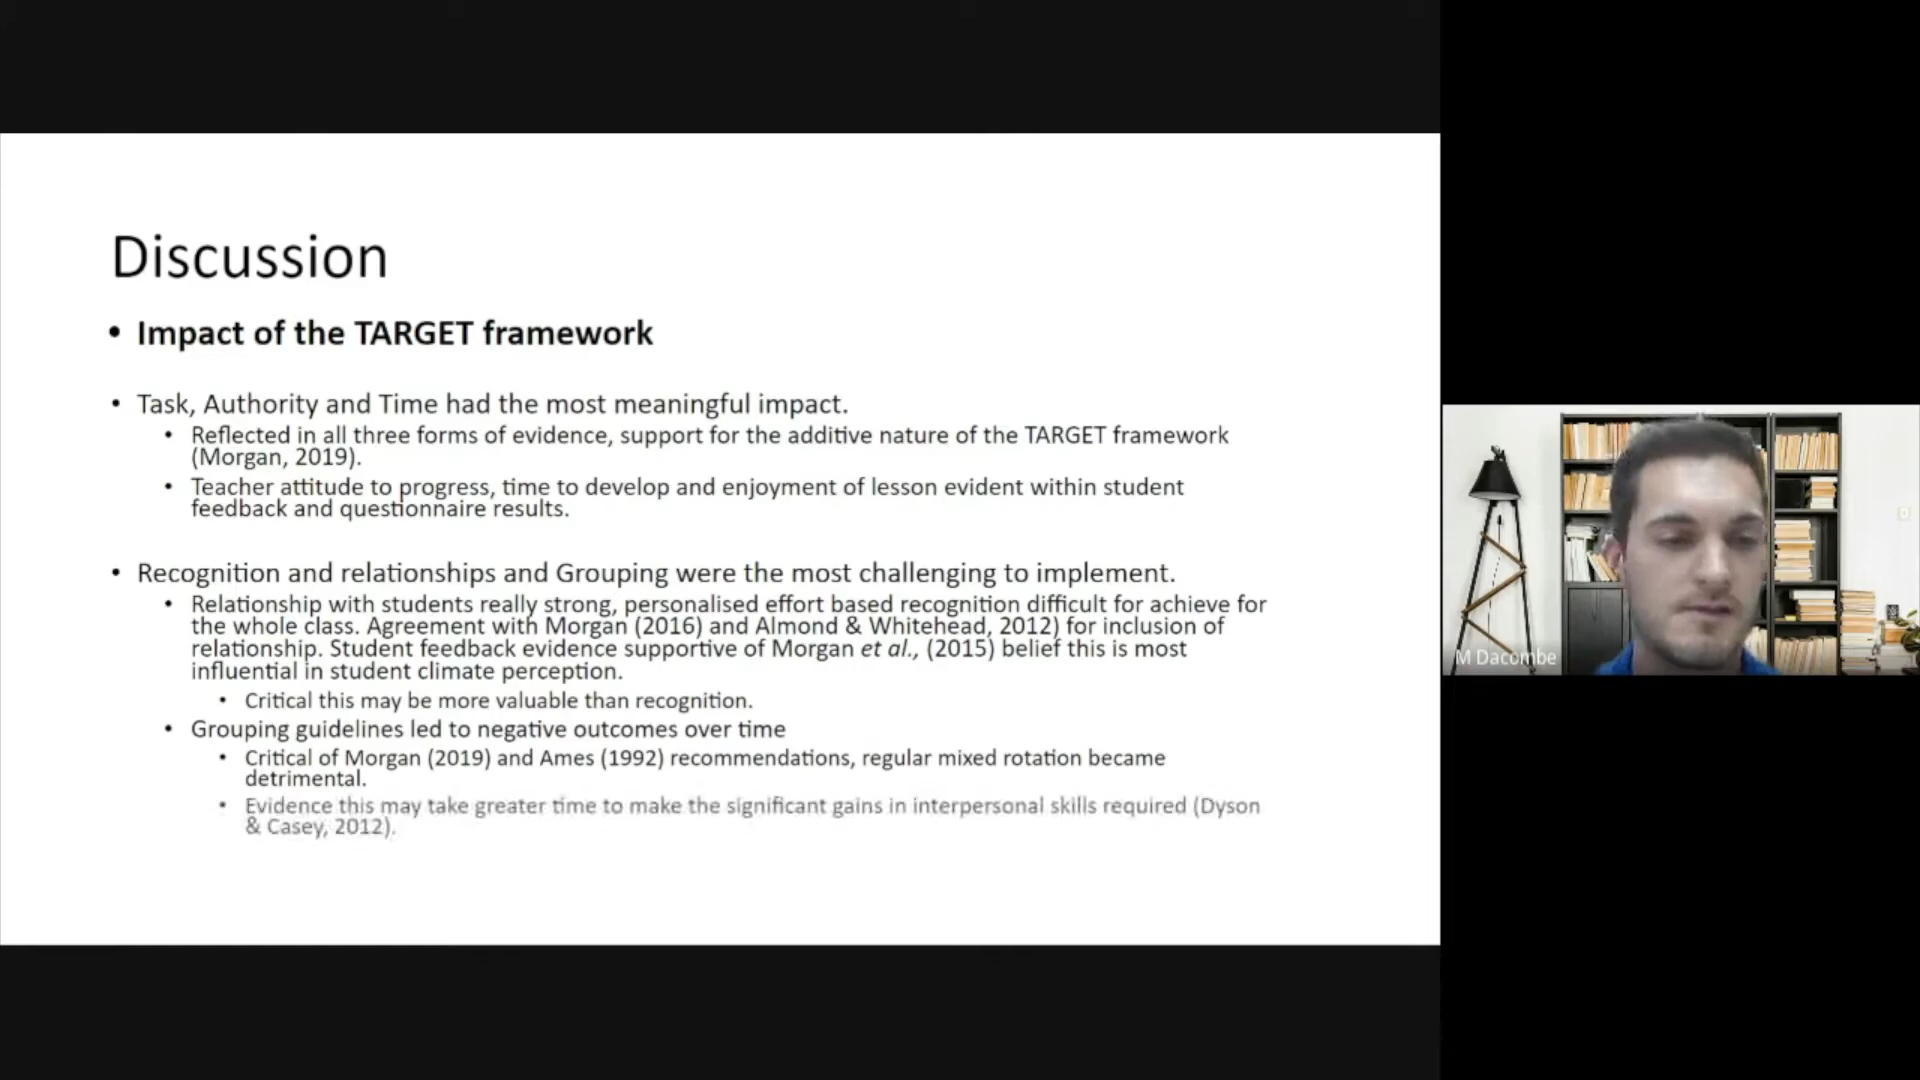 Discussion
• Impact of the TARGET framework
• Task, Authority and Time had the most meaningful impact.
• Reflected in all three forms of evidence, support for the additive nature of the TARGET framework
(Morgan, 2019).
• Teacher attitude to progress, time to develop and enjoyment of lesson evident within student
feedback and questionnaire results.
• Recognition and relationships and Grouping were the most challenging to implement.
• Relationship with students really strong, personalised effort based recognition difficult for achieve for
the whole class. Agreement with Morgan (2016) and Almond & Whitehead, 2012) for inclusion of
relationship. Student feedback evidence supportive of Morgan et al., (2015) belief this is most
influential in student climate perception.
• Critical this may be more valuable than recognition.
• Grouping guidelines led to negative outcomes over time
• Critical of Morgan (2019) and Ames (1992) recommendations, regular mixed rotation became
detrimental.
• Evidence this may take greater time to make the significant gains in interpersonal skills required (Dyson
& Casey, 2012).
M Dacombe